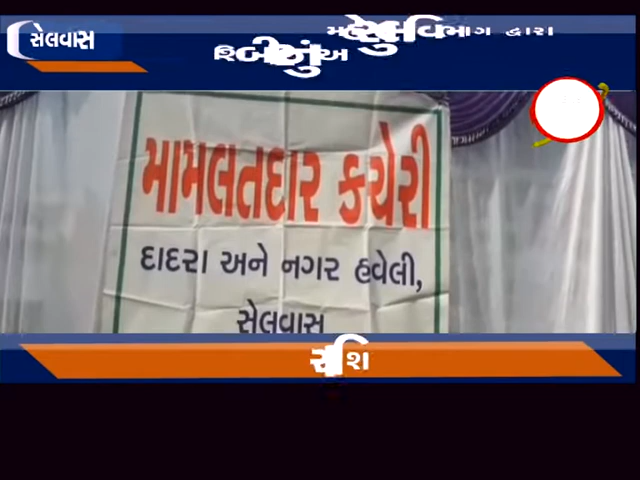 સેલવાસ
વિભાગ દ્વારા
મામલતદાર કચેરી
દાદરા અને નગર હવેલી,
સેલવાસ